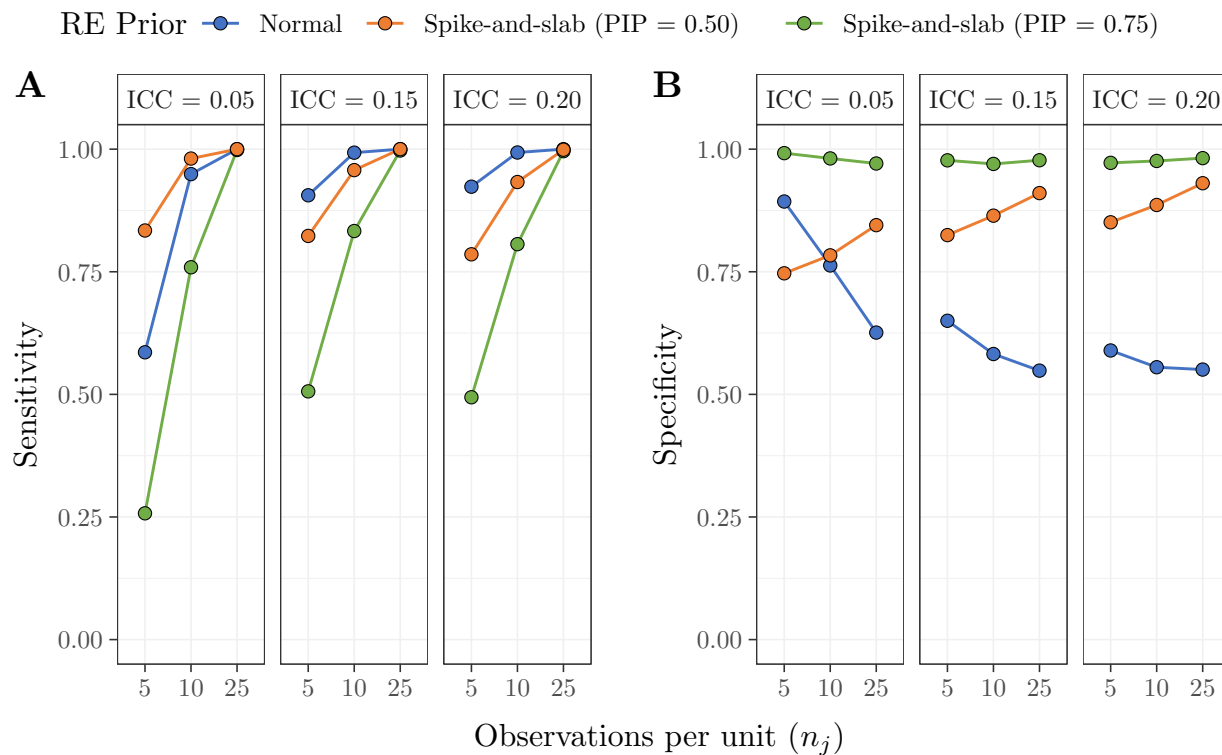 RE Prior Normal Spike-and-slab (PIP = 0.50) Spike-and-slab (PIP = 0.75)
A
ICC = 0.05 ICC = 0.15 ICC = 0.20
Sensitivity
1.00
0.75
0.50
0.25
0.00
5 10 25 5 10 25 5 10 25
B
ICC = 0.05 ICC = 0.15 ICC = 0.20
Specificity
1.00
0.75
0.50
0.25
0.00
5 10 25 5 10 25 5 10 25
Observations per unit (n_j)